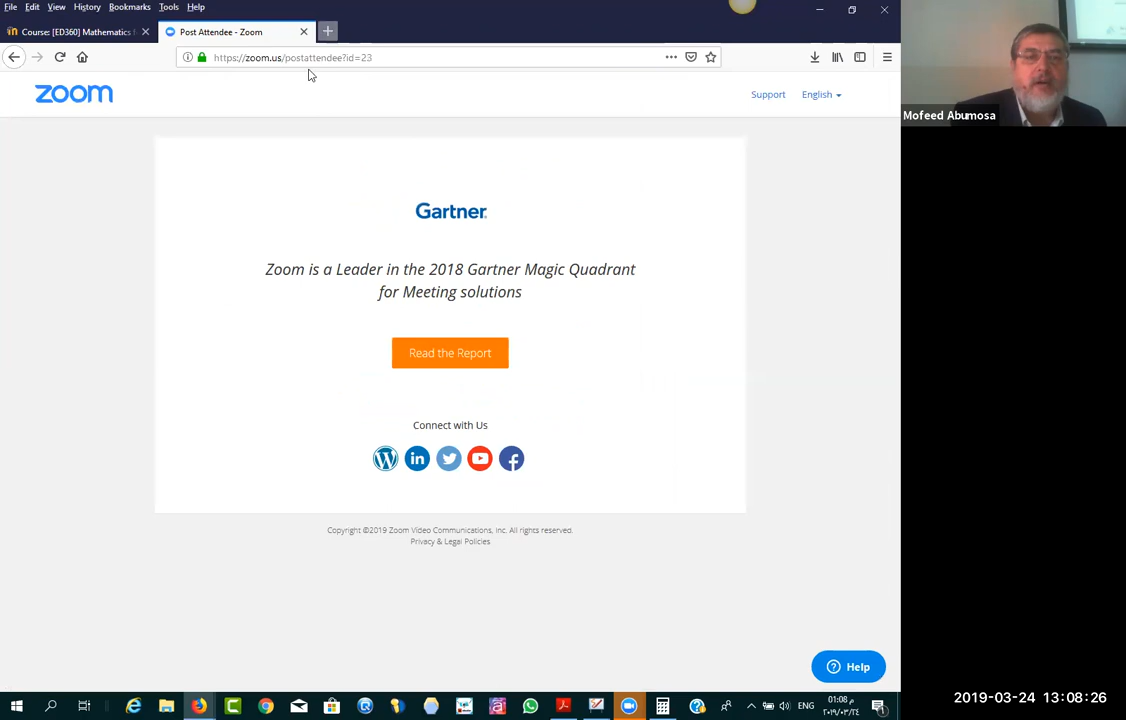 File Edit View History Bookmarks Tools Help
Course: [ED360] Mathematics
Post Attendee - Zoom
https://zoom.us/postattendee?id=23
zoom
Support English
Mofeed Abumosa
Gartner
Zoom is a Leader in the 2018 Gartner Magic Quadrant
for Meeting solutions
Read the Report
Connect with Us
Copyright ©2019 Zoom Video Communications, Inc. All rights reserved.
Privacy & Legal Policies
Help
ENG
01:08 م
٢٠١٩/٠٣/٢٤
2019-03-24 13:08:26